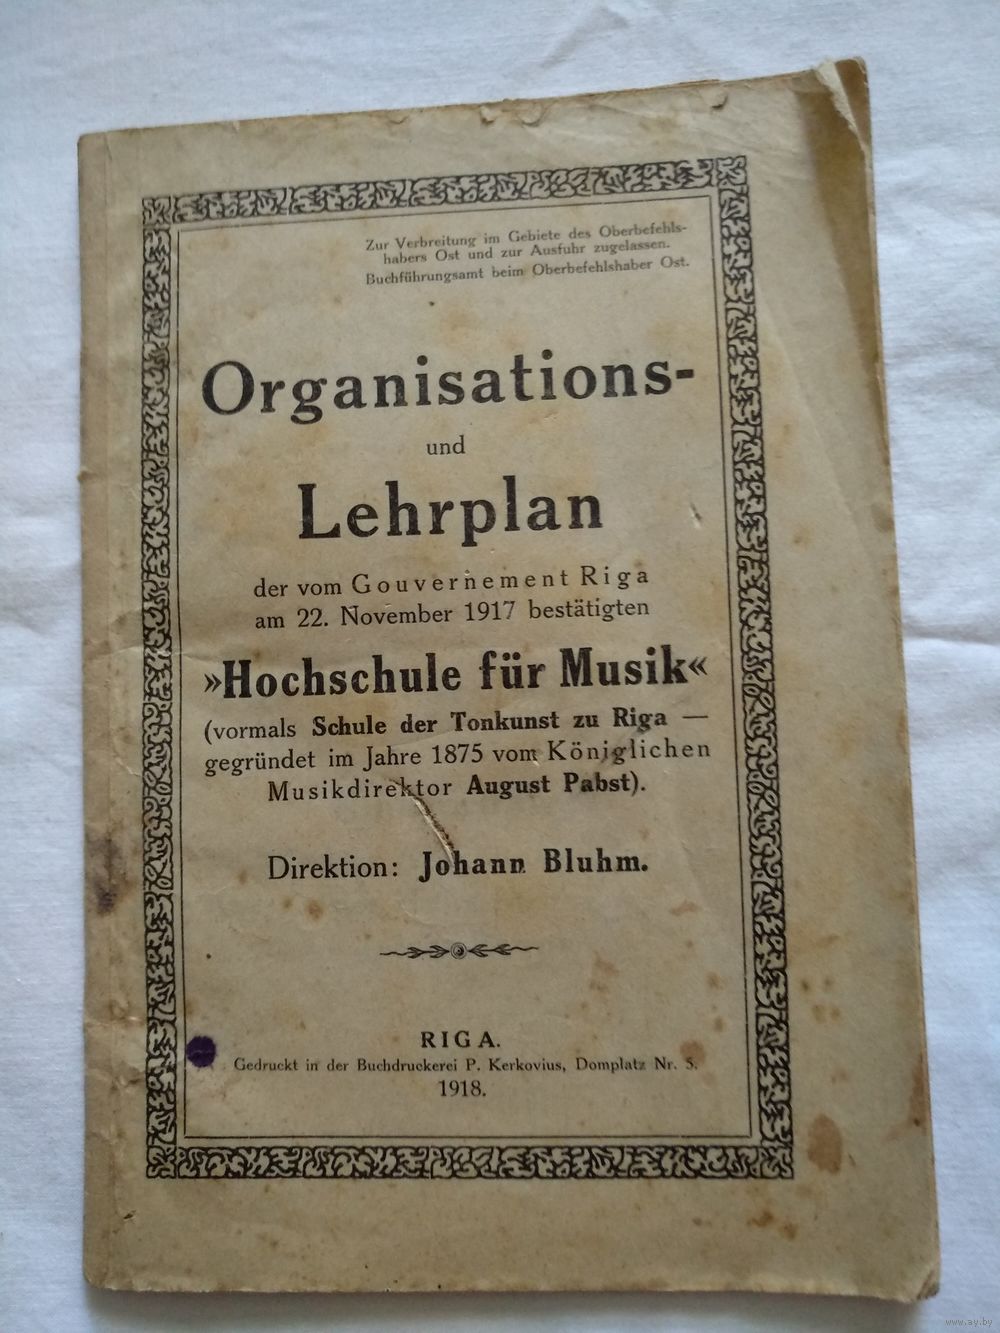 Zur Verbreitung im Gebiete des Oberbefehls-
habers Ost und zur Ausfuhr zugelassen.
Buchführungsamt beim Oberbefehlshaber Ost.
Organisations-
und
Lehrplan
der vom Gouvernement Riga
am 22. November 1917 bestätigten
»Hochschule für Musik«
(vormals Schule der Tonkunst zu Riga —
gegründet im Jahre 1875 vom Königlichen
Musikdirektor August Pabst).
Direktion: Johann Bluhm.
RIGA.
Gedruckt in der Buchdruckerei P. Kerkovius, Domplatz Nr. 5.
1918.
www.ay.by